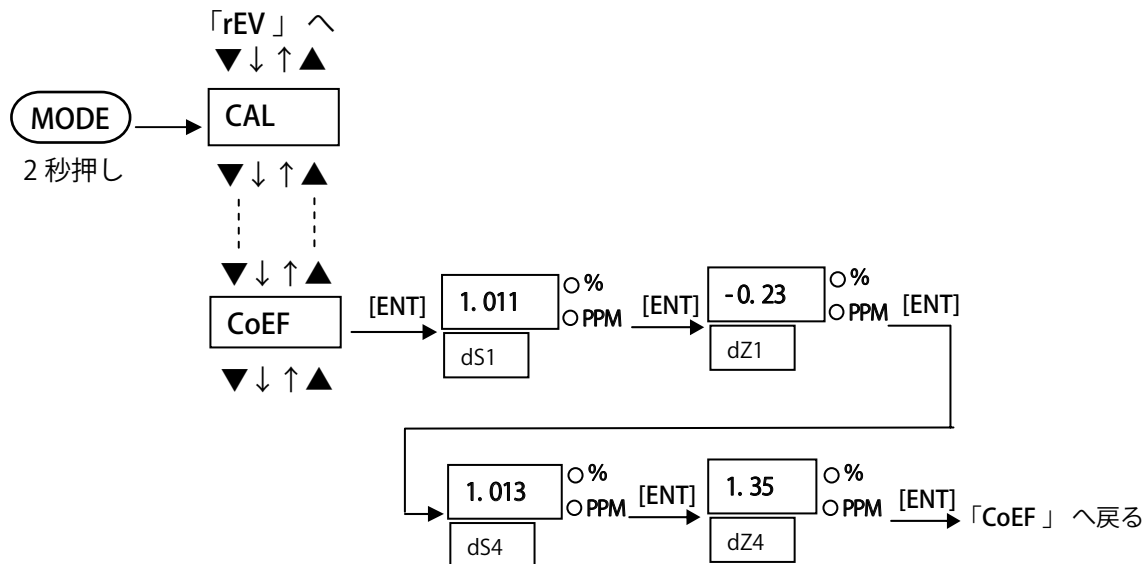 「rEV」 へ
▼↓↑▲
MODE
CAL
2 秒押し
▼↓↑▲
▼↓↑▲
CoEF
[ENT]
1. 011
○%
○PPM
dS1
[ENT]
-0. 23
○%
○PPM
dZ1
[ENT]
▼↓↑▲
1. 013
○%
○PPM
dS4
[ENT]
1. 35
○%
○PPM
dZ4
[ENT]
「CoEF」 へ戻る